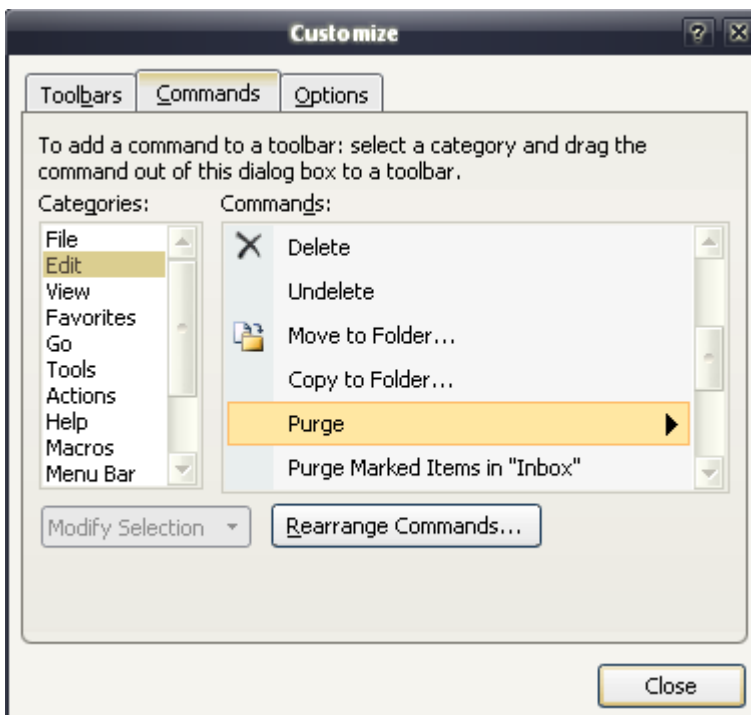 Customize
Toolbars Commands Options
To add a command to a toolbar: select a category and drag the
command out of this dialog box to a toolbar.
Categories: Commands:
File
Edit
View
Favorites
Go
Tools
Actions
Help
Macros
Menu Bar
Delete
Undelete
Move to Folder...
Copy to Folder...
Purge
Purge Marked Items in "Inbox"
Modify Selection Rearrange Commands...
Close